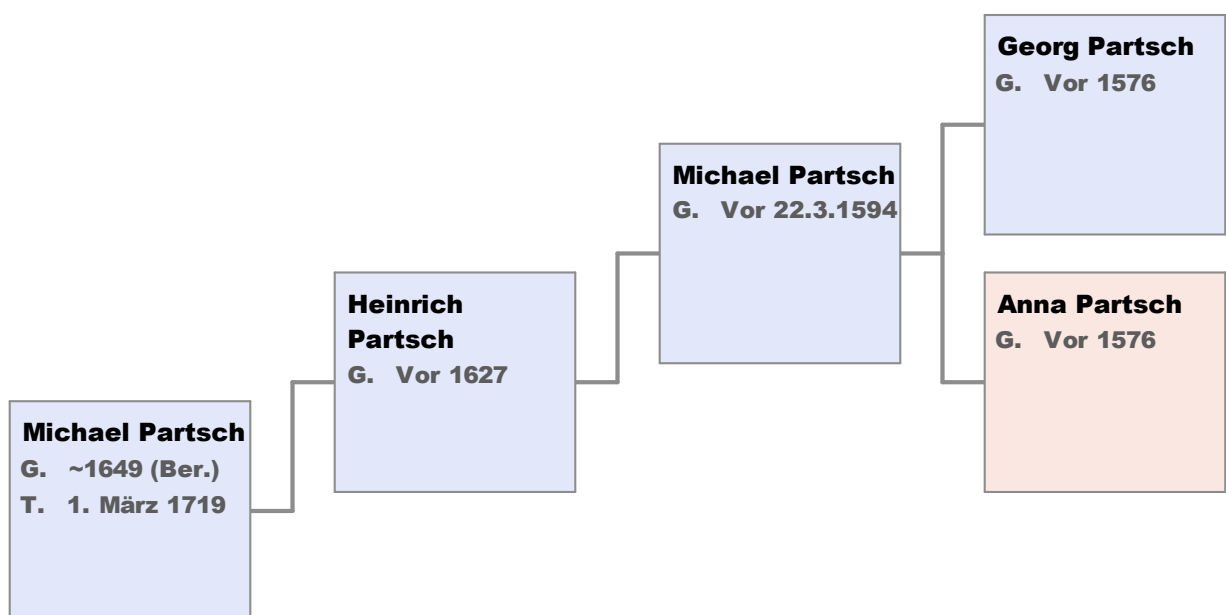 Georg Partsch
G. Vor 1576
Michael Partsch
G. Vor 22.3.1594
Heinrich
Partsch
G. Vor 1627
Anna Partsch
G. Vor 1576
Michael Partsch
G. ~1649 (Ber.)
T. 1. März 1719